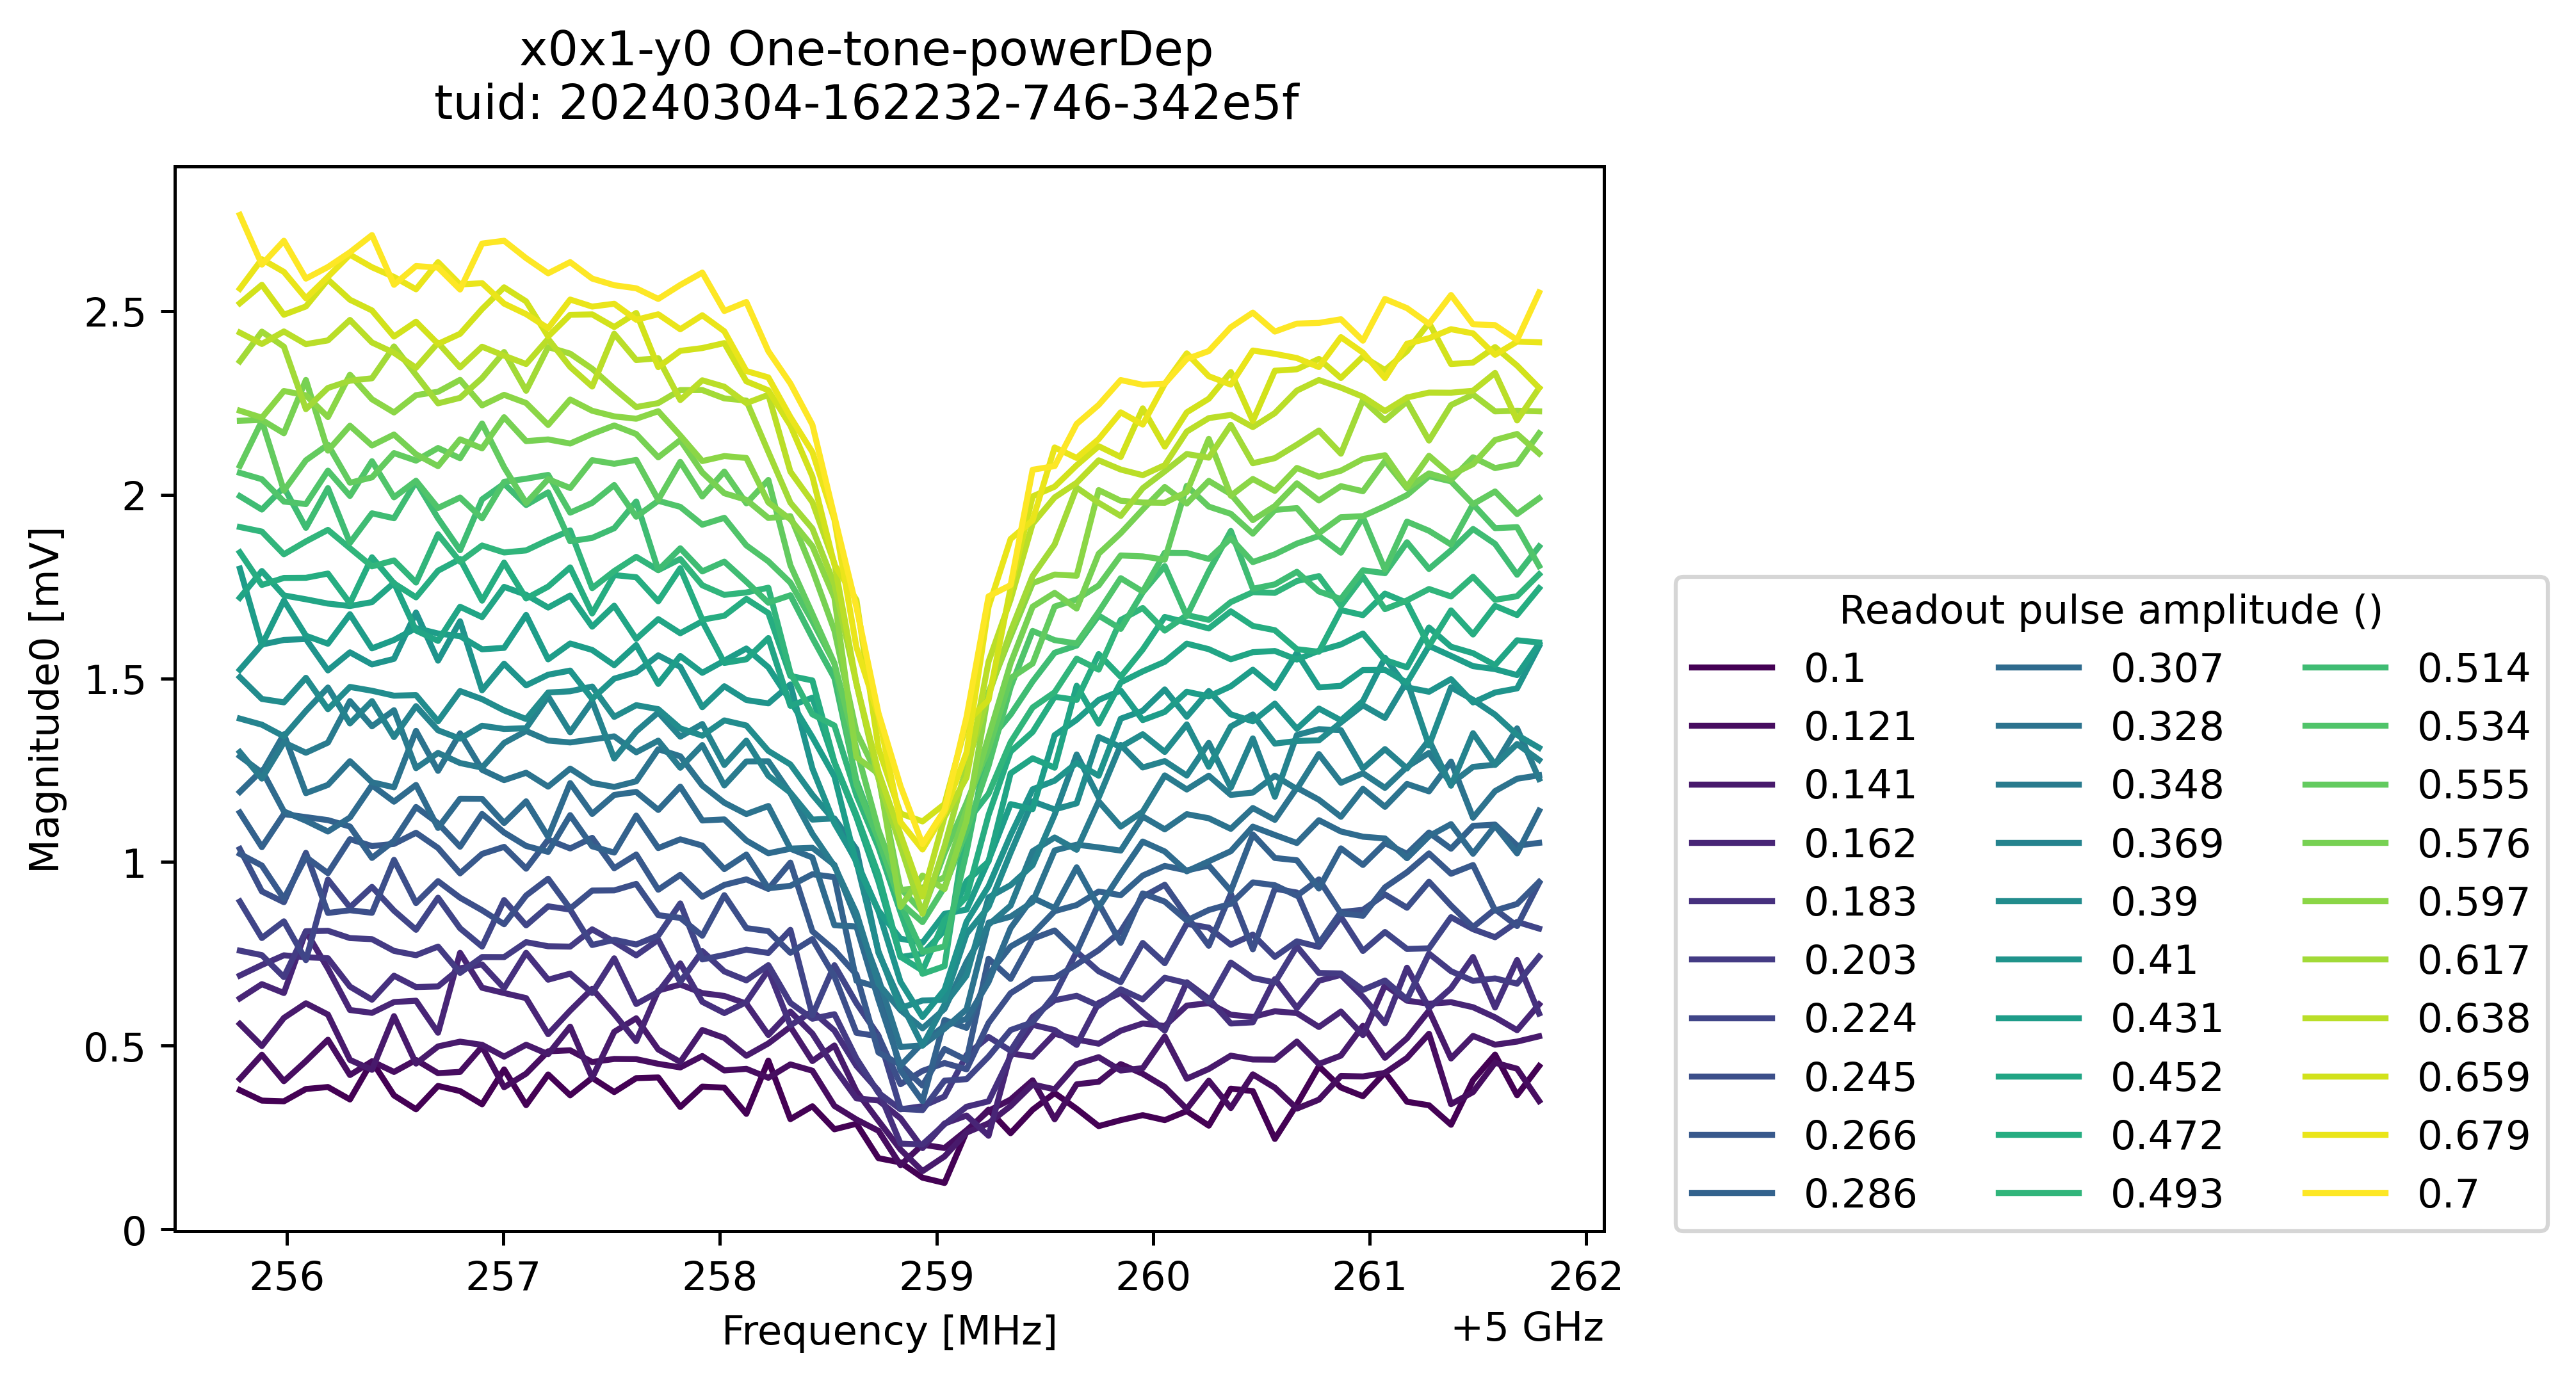 x0x1-y0 One-tone-powerDep
tuid: 20240304-162232-746-342e5f
Magnitude0 [mV]
2.5
2
1.5
1
0.5
0
256 257 258 259 260 261 262
Frequency [MHz]
+5 GHz
Readout pulse amplitude ()
0.1 0.307 0.514
0.121 0.328 0.534
0.141 0.348 0.555
0.162 0.369 0.576
0.183 0.39 0.597
0.203 0.41 0.617
0.224 0.431 0.638
0.245 0.452 0.659
0.266 0.472 0.679
0.286 0.493 0.7